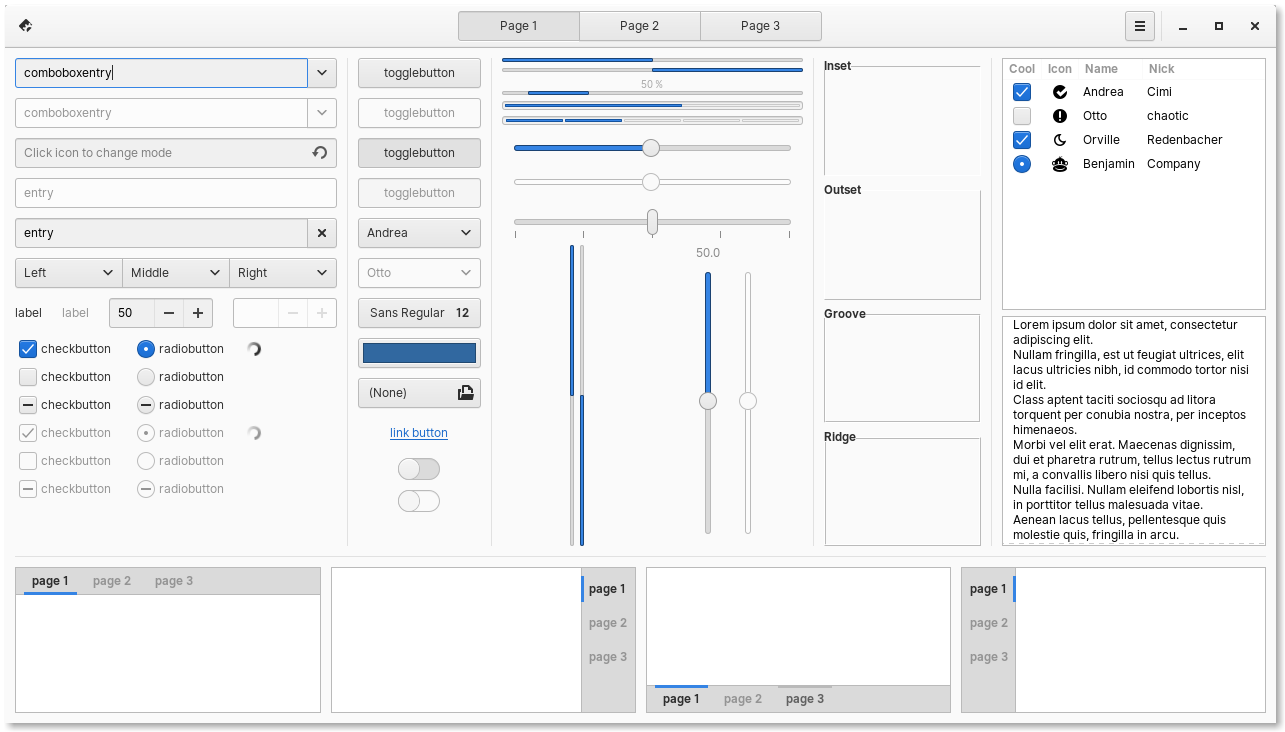 Page 1
Page 2
Page 3
comboboxentry
comboboxentry
Click icon to change mode
entry
entry
Left
Middle
Right
label
label
50
checkbutton
radiobutton
checkbutton
radiobutton
checkbutton
radiobutton
checkbutton
radiobutton
checkbutton
radiobutton
checkbutton
radiobutton
togglebutton
togglebutton
togglebutton
togglebutton
Andrea
Otto
Sans Regular 12
(None)
link button
50 %
50.0
Inset
Outset
Groove
Ridge
Cool Icon Name Nick
Andrea Cimi
Otto chaotic
Orville Redenbacher
Benjamin Company
Lorem ipsum dolor sit amet, consectetur
adipiscing elit.
Nullam fringilla, est ut feugiat ultrices, elit
lacus ultricies nibh, id commodo tortor nisi
id elit.
Class aptent taciti sociosqu ad litora
torquent per conubia nostra, per inceptos
himenaeos.
Morbi vel elit erat. Maecenas dignissim,
dui et pharetra rutrum, tellus lectus rutrum
mi, a convallis libero nisi quis tellus.
Nulla facilisi. Nullam eleifend lobortis nisl,
in porttitor tellus malesuada vitae.
Aenean lacus tellus, pellentesque quis
molestie quis, fringilla in arcu.
page 1
page 2
page 3
page 1
page 2
page 3
page 1
page 2
page 3
page 1
page 2
page 3